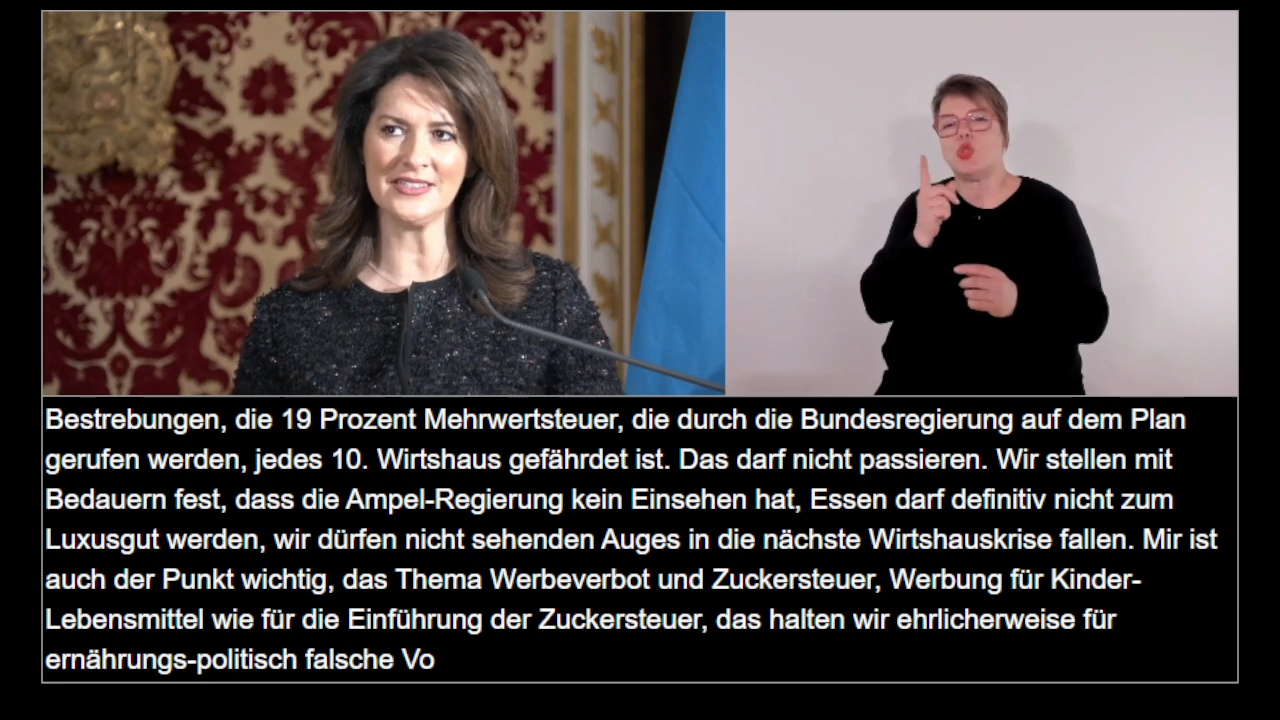 Bestrebungen, die 19 Prozent Mehrwertsteuer, die durch die Bundesregierung auf dem Plan
gerufen werden, jedes 10. Wirtshaus gefährdet ist. Das darf nicht passieren. Wir stellen mit
Bedauern fest, dass die Ampel-Regierung kein Einsehen hat, Essen darf definitiv nicht zum
Luxusgut werden, wir dürfen nicht sehenden Auges in die nächste Wirtshauskrise fallen. Mir ist
auch der Punkt wichtig, das Thema Werbeverbot und Zuckersteuer, Werbung für Kinder-
Lebensmittel wie für die Einführung der Zuckersteuer, das halten wir ehrlicherweise für
ernährungs-politisch falsche Vo